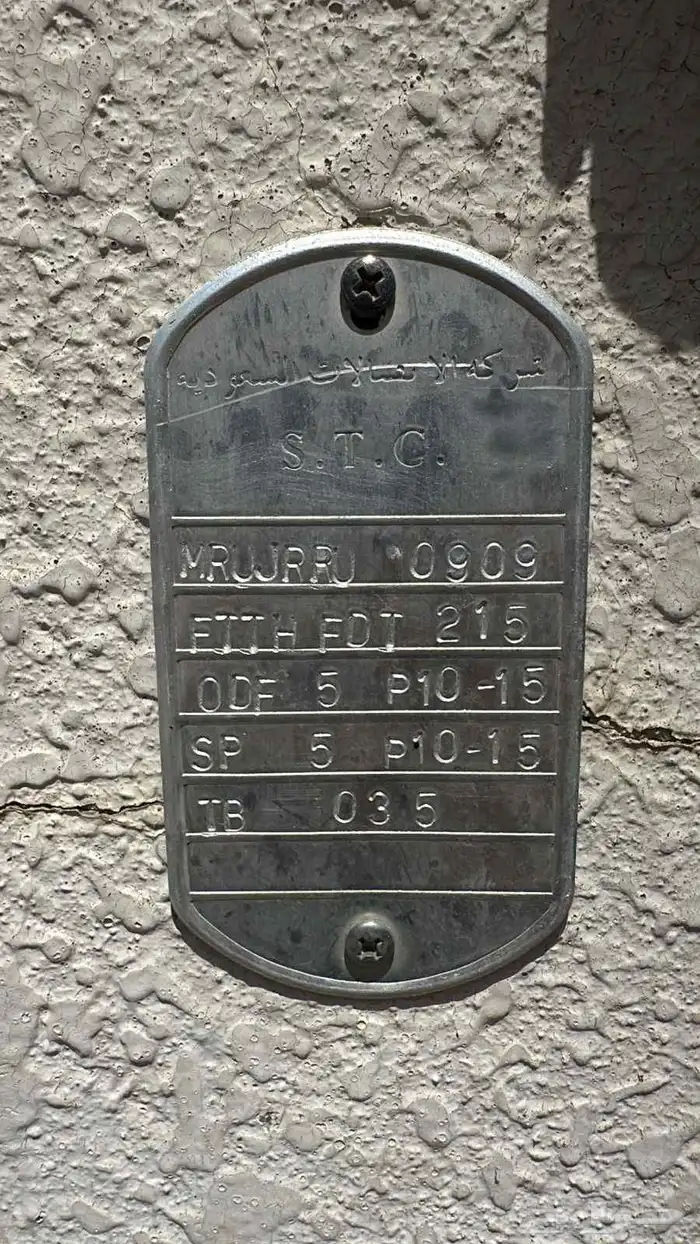 شركة الاتصالات السعودية
S.T.C.
MRUJRRU 0909
FTTH FDT 215
ODF 5 P10-15
SP 5 P10-15
TB 035